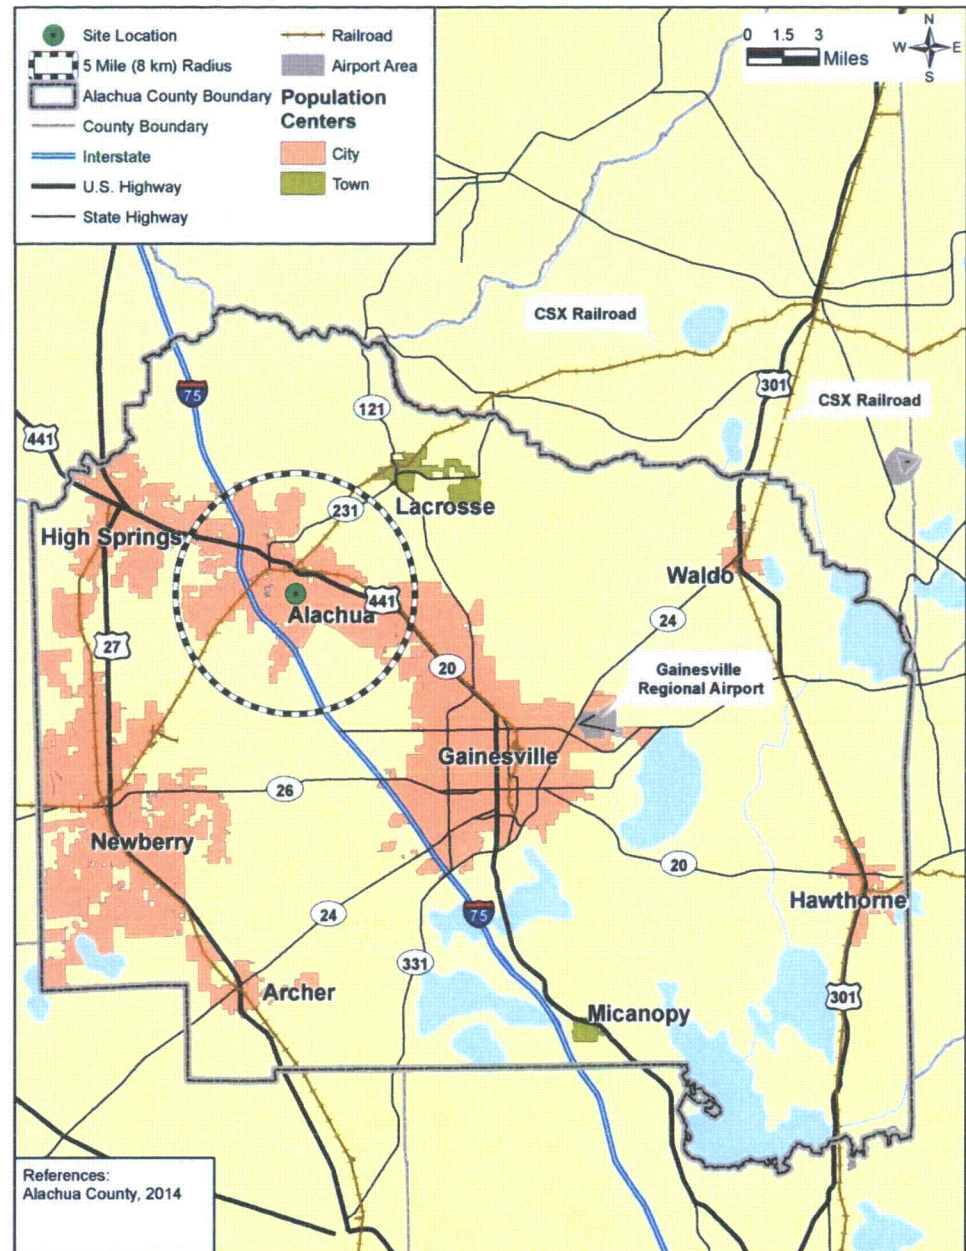 Site Location
5 Mile (8 km) Radius
Alachua County Boundary
County Boundary
Interstate
U.S. Highway
State Highway
Railroad
Airport Area
Population
Centers
City
Town
0 1.5 3
Miles
N
W E
S
CSX Railroad
301
75
CSX Railroad
121
441
Lacrosse
231
High Springs
Waldo
441
Alachua
24
27
20
Gainesville
Regional Airport
Gainesville
26
Newberry
20
Hawthorne
24
75
331
Archer
301
Micanopy
References:
Alachua County, 2014